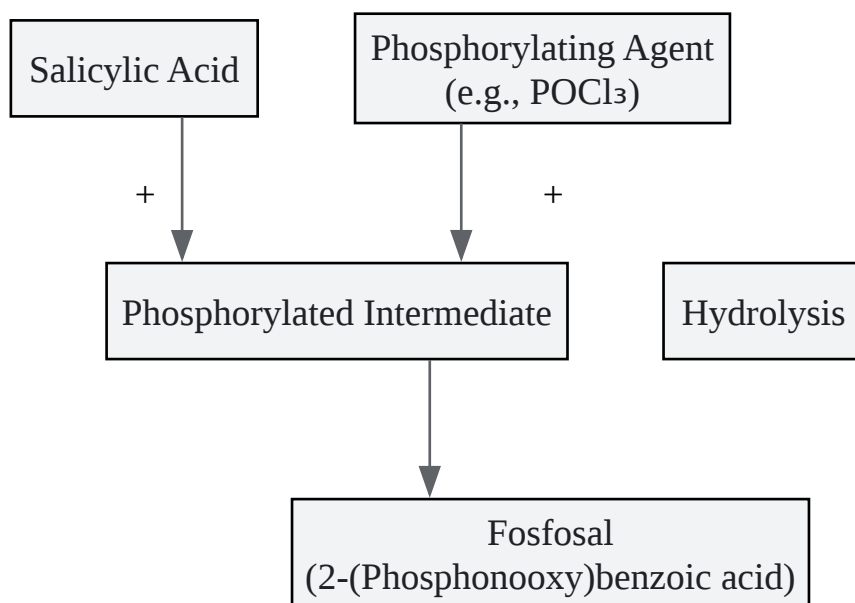 Salicylic Acid
Phosphorylating Agent
(e.g., POCl₃)
+
+
Phosphorylated Intermediate
Hydrolysis
Fosfosal
(2-(Phosphonooxy)benzoic acid)